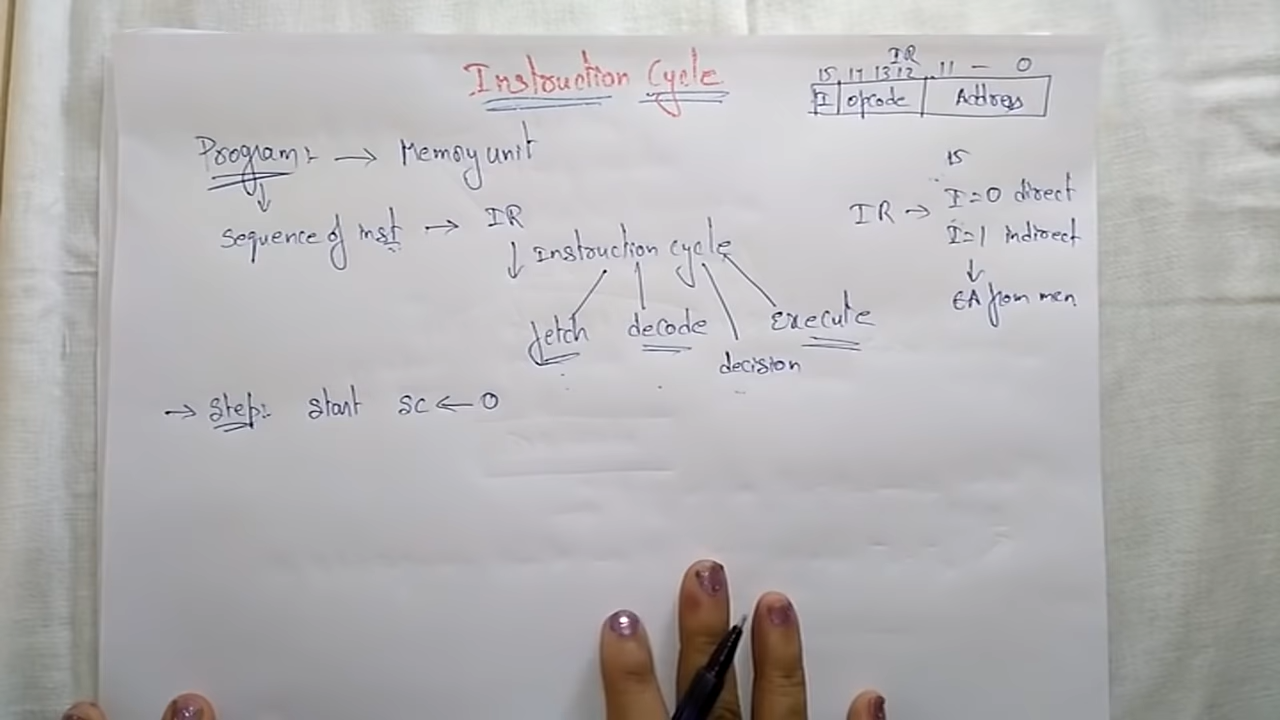 Instruction Cycle
IR
15 14 13 12 11 — 0
I opcode Address
Program:- → Memory unit
↓
Sequence of inst → IR
↓ Instruction cycle
fetch decode decision Execute
15
IR → I=0 direct
I=1 indirect
↓
EA from mem
→ Step:- Start SC ← 0